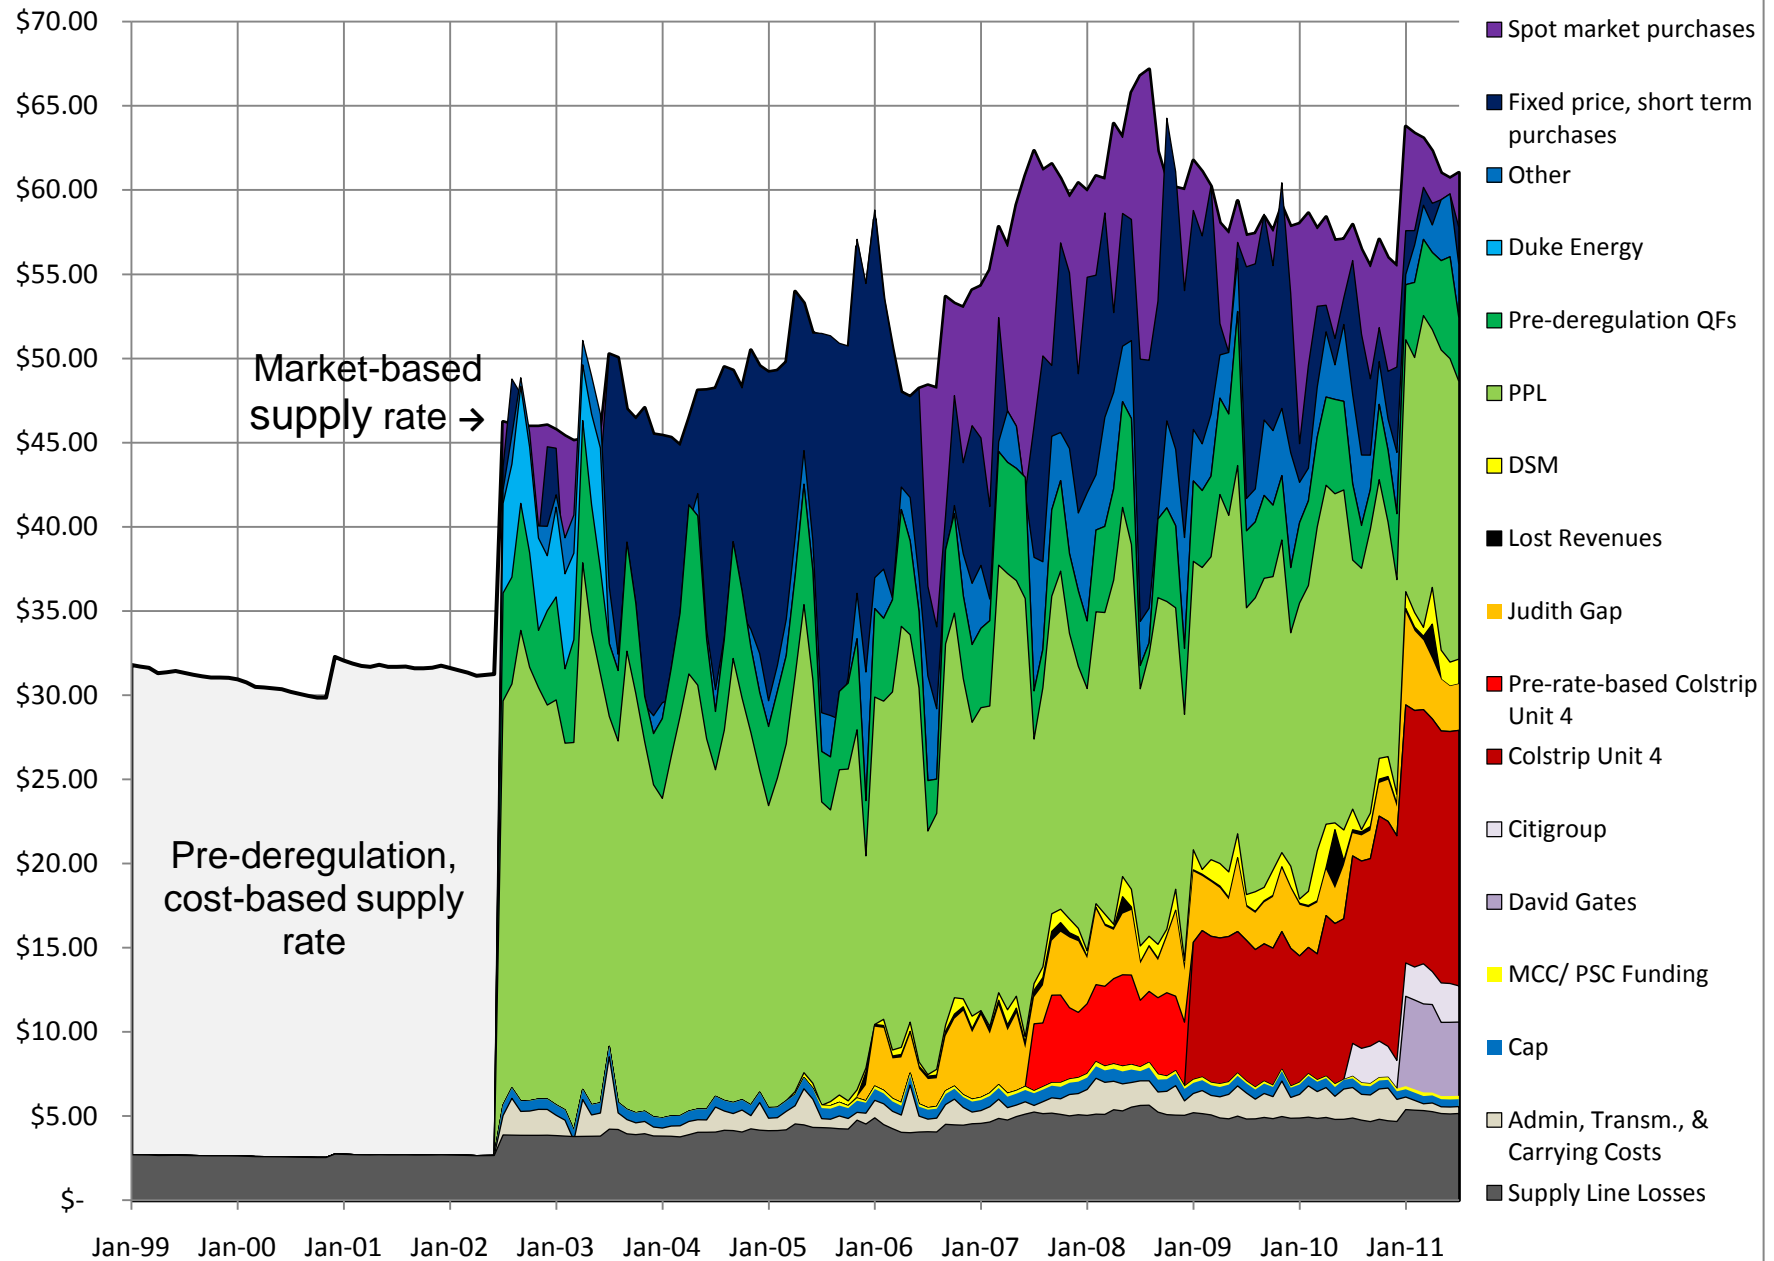 $70.00
$65.00
$60.00
$55.00
$50.00
$45.00
$40.00
$35.00
$30.00
$25.00
$20.00
$15.00
$10.00
$5.00
$-
Jan-99
Jan-00
Jan-01
Jan-02
Jan-03
Jan-04
Jan-05
Jan-06
Jan-07
Jan-08
Jan-09
Jan-10
Jan-11
Market-based
supply rate →
Pre-deregulation,
cost-based supply
rate
Spot market purchases
Fixed price, short term
purchases
Other
Duke Energy
Pre-deregulation QFs
PPL
DSM
Lost Revenues
Judith Gap
Pre-rate-based Colstrip
Unit 4
Colstrip Unit 4
Citigroup
David Gates
MCC/ PSC Funding
Cap
Admin, Transm., &
Carrying Costs
Supply Line Losses